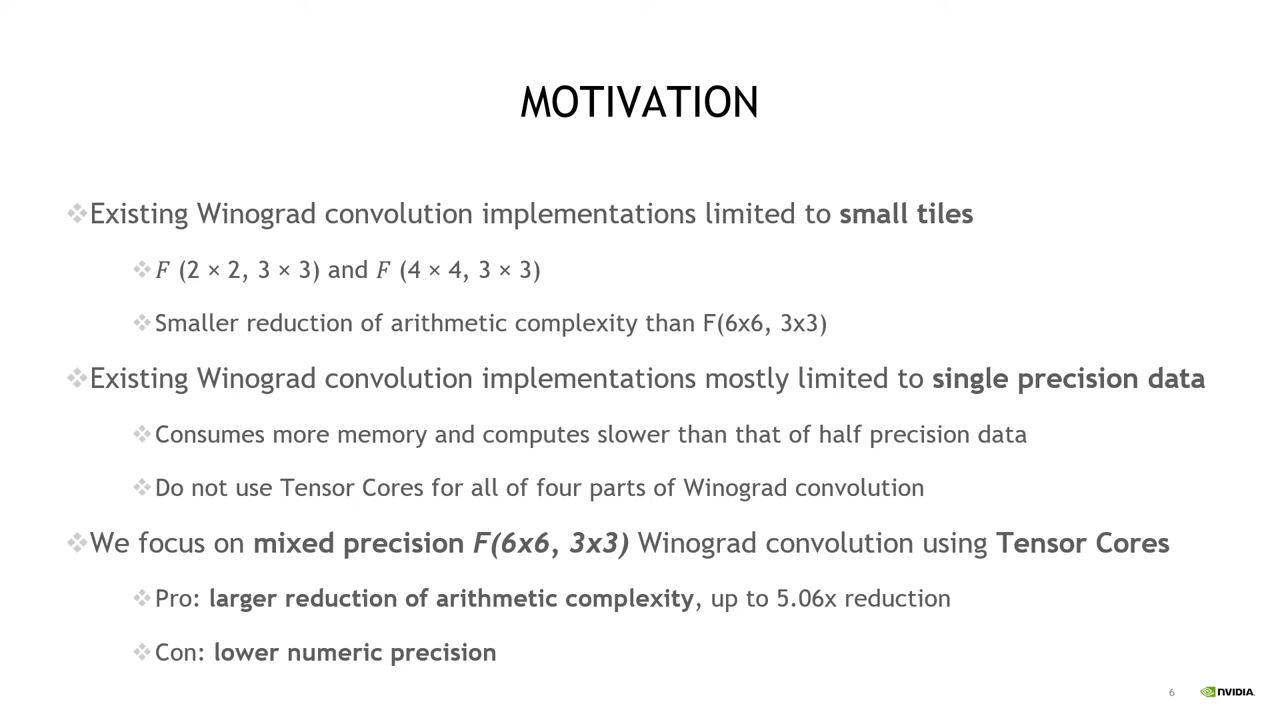 MOTIVATION
❖Existing Winograd convolution implementations limited to small tiles
❖F (2 × 2, 3 × 3) and F (4 × 4, 3 × 3)
❖Smaller reduction of arithmetic complexity than F(6x6, 3x3)
❖Existing Winograd convolution implementations mostly limited to single precision data
❖Consumes more memory and computes slower than that of half precision data
❖Do not use Tensor Cores for all of four parts of Winograd convolution
❖We focus on mixed precision F(6x6, 3x3) Winograd convolution using Tensor Cores
❖Pro: larger reduction of arithmetic complexity, up to 5.06x reduction
❖Con: lower numeric precision
6 NVIDIA.